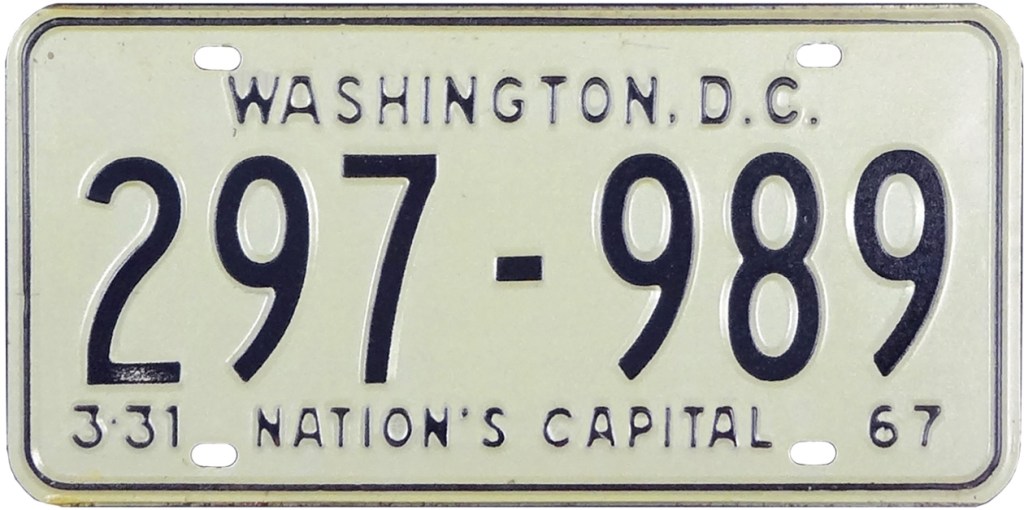 WASHINGTON, D.C.
297-989
3·31 NATION'S CAPITAL 67